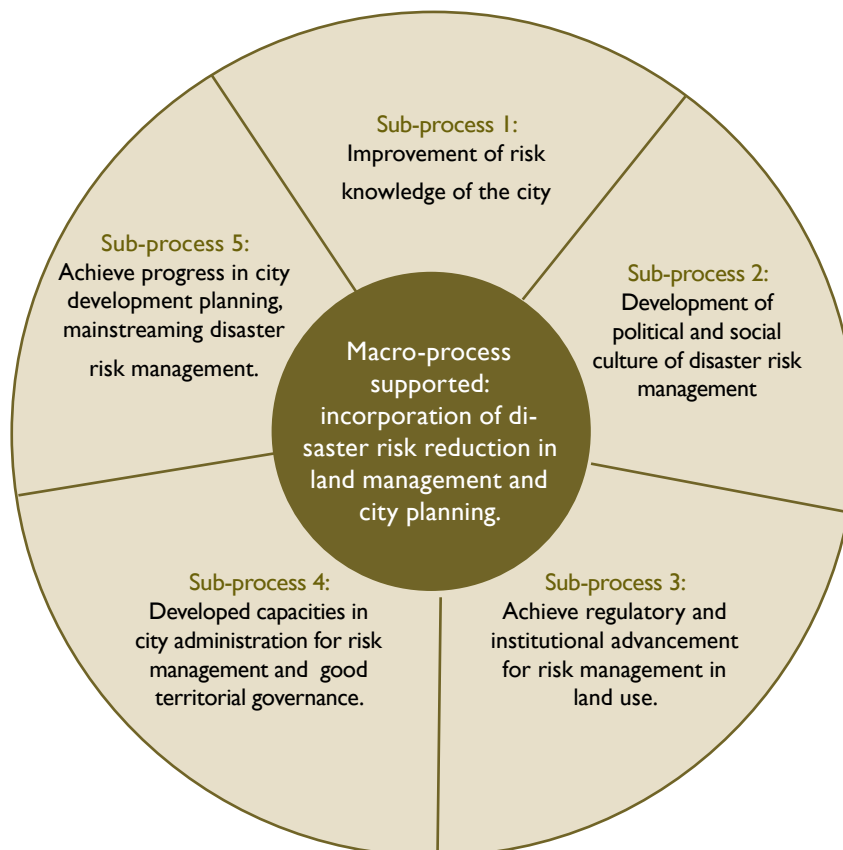 Sub-process 1:
Improvement of risk
knowledge of the city
Sub-process 2:
Development of
political and social
culture of disaster risk
management
Sub-process 3:
Achieve regulatory and
institutional advancement
for risk management in
land use.
Sub-process 4:
Developed capacities in
city administration for risk
management and good
territorial governance.
Sub-process 5:
Achieve progress in city
development planning,
mainstreaming disaster
risk management.
Macro-process
supported:
incorporation of di-
saster risk reduction in
land management and
city planning.